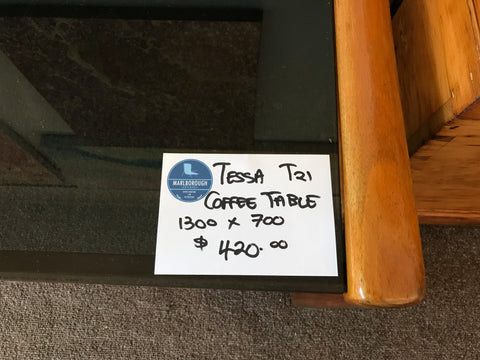 MARLBOROUGH
TESSA T21
COFFEE TABLE
1300 x 700
$ 420.00